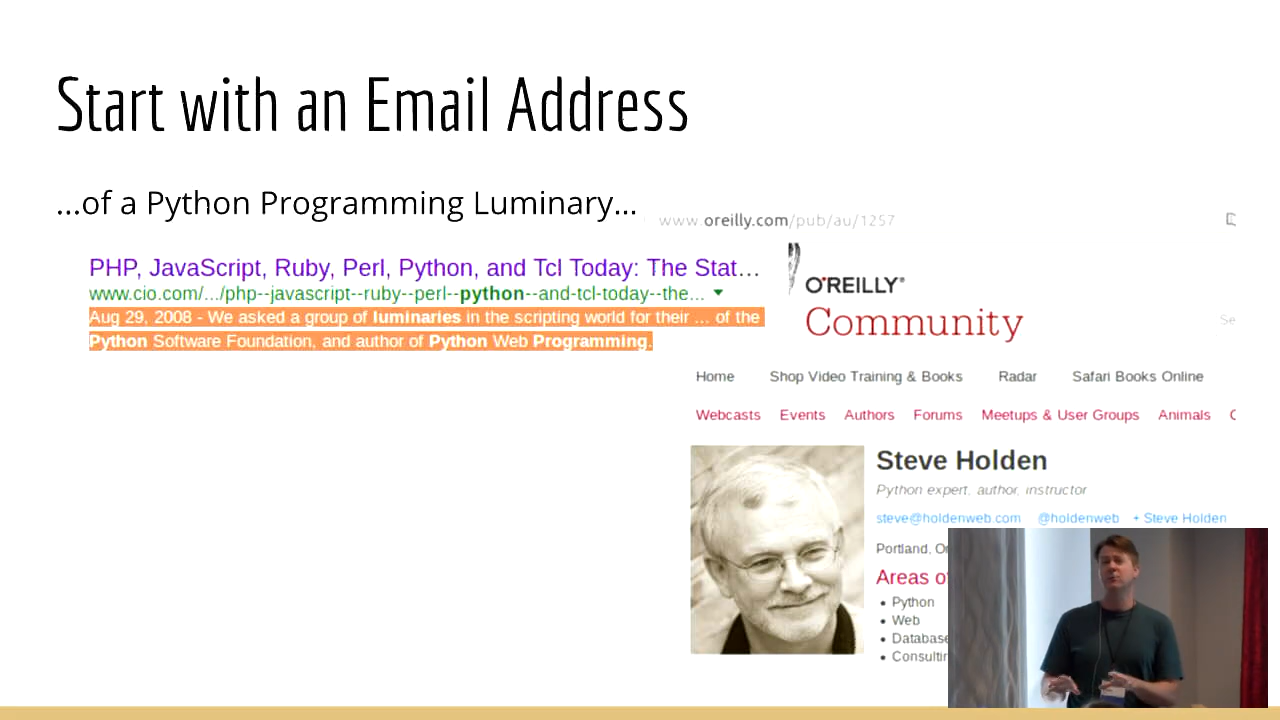 Start with an Email Address
...of a Python Programming Luminary...
PHP, JavaScript, Ruby, Perl, Python, and Tcl Today: The Stat...
www.cio.com/.../php--javascript--ruby--perl--python--and-tcl-today--the...
Aug 29, 2008 - We asked a group of luminaries in the scripting world for their ... of the
Python Software Foundation, and author of Python Web Programming.
www.oreilly.com/pub/au/1257
O'REILLY®
Community
Se
Home Shop Video Training & Books Radar Safari Books Online
Webcasts Events Authors Forums Meetups & User Groups Animals
Steve Holden
Python expert, author, instructor
steve@holdenweb.com @holdenweb + Steve Holden
Portland, O
Areas o
Python
Web
Database
Consultin